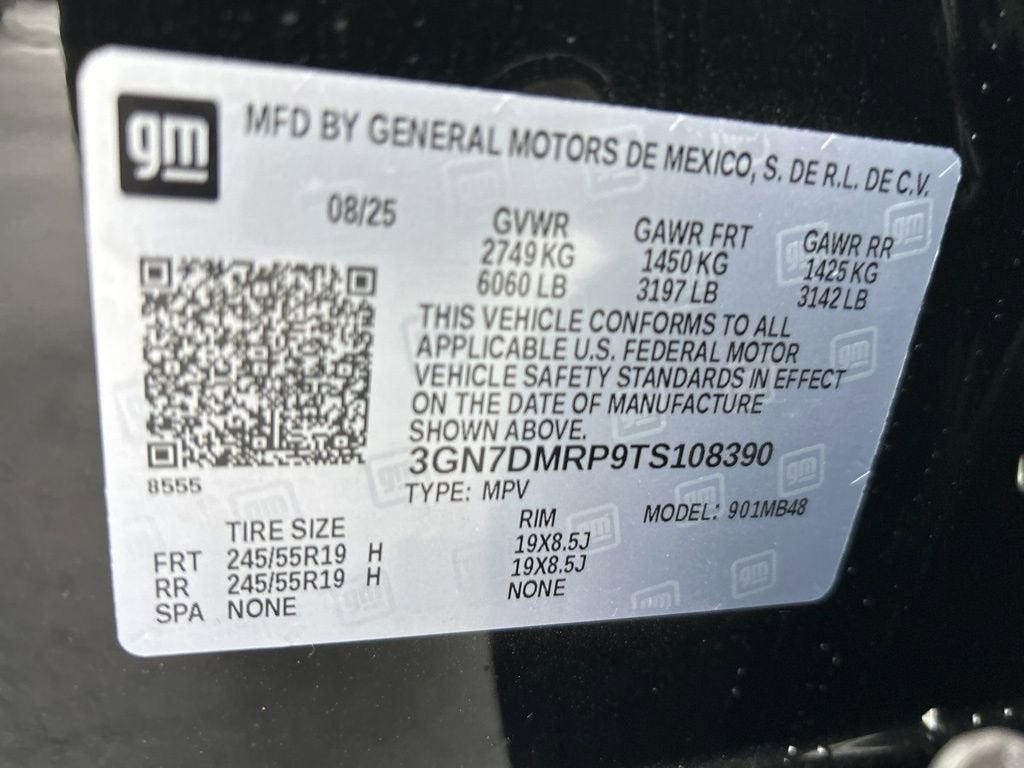 gm
MFD BY GENERAL MOTORS DE MEXICO, S. DE R.L. DE C.V.
08/25
GVWR GAWR FRT GAWR RR
2749 KG 1450 KG 1425 KG
6060 LB 3197 LB 3142 LB
THIS VEHICLE CONFORMS TO ALL
APPLICABLE U.S. FEDERAL MOTOR
VEHICLE SAFETY STANDARDS IN EFFECT
ON THE DATE OF MANUFACTURE
SHOWN ABOVE.
3GN7DMRP9TS108390
8555
TYPE: MPV MODEL: 901MB48
TIRE SIZE RIM
FRT 245/55R19 H 19X8.5J
RR 245/55R19 H 19X8.5J
SPA NONE NONE